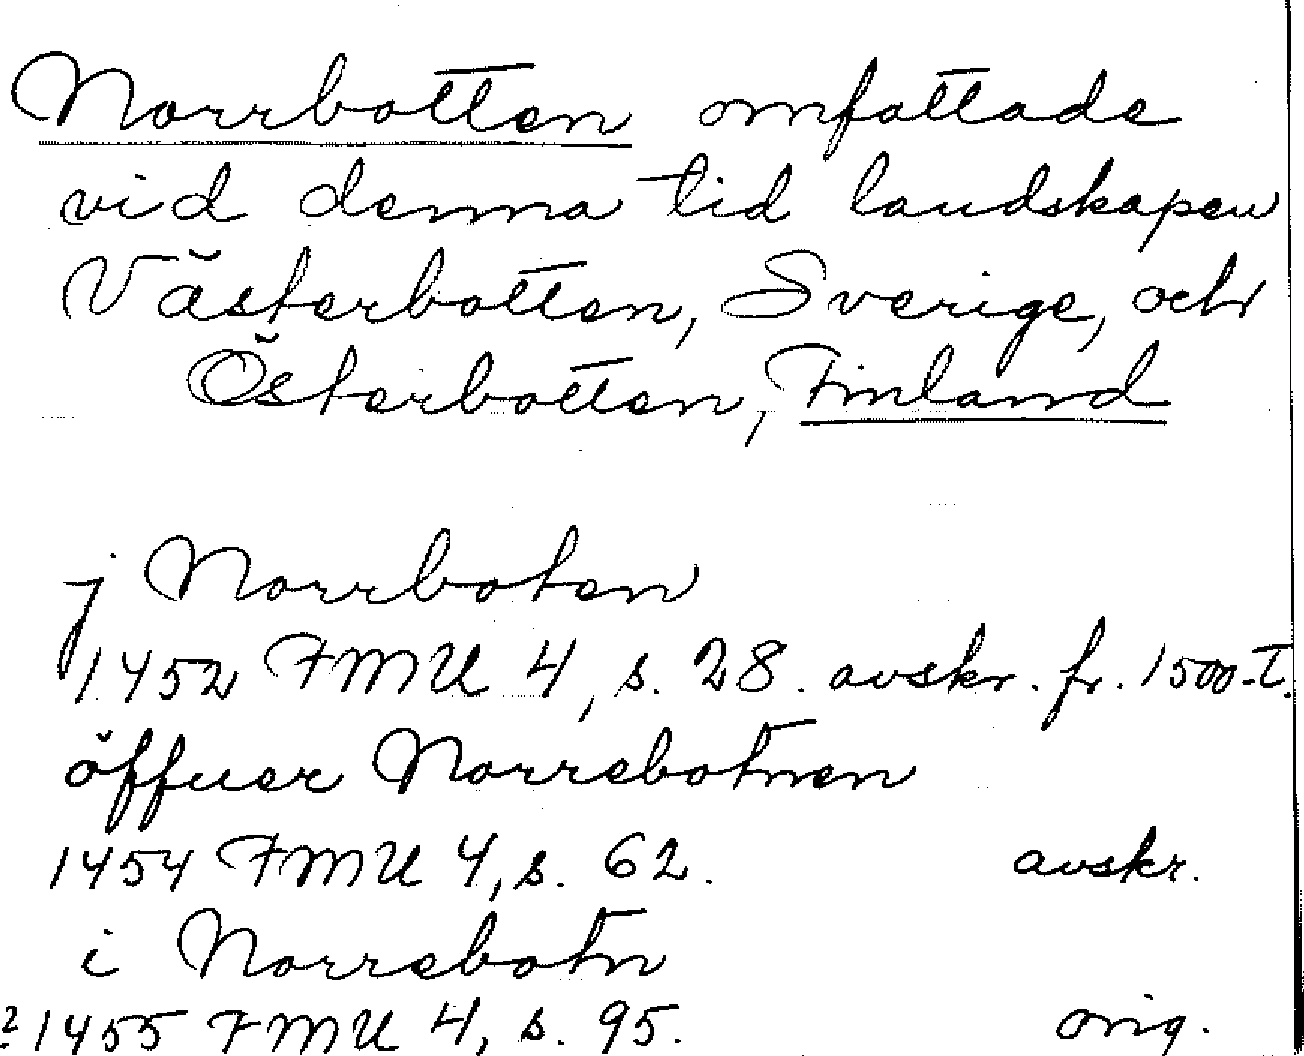 Norrbotten omfattade
vid denna tid landskapen
Västerbotten, Sverige, och
Österbotten, Finland
j Norrboten
1452 FMU 4, s. 28. avskr. fr. 1500-t.
öffuer Norrebotnen
1454 FMU 4, s. 62. avskr.
i Norrebotn
? 1455 FMU 4, s. 95. orig.